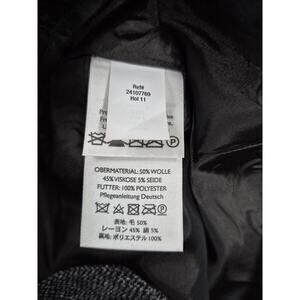 Ref#
24107769
Hot 11
OBERMATERIAL: 50% WOLLE
45% VISKOSE 5% SEIDE
FUTTER: 100% POLYESTER
Pflegeanleitung Deutsch
表地: 毛 50%
レーヨン 45% 絹 5%
裏地: ポリエステル 100%